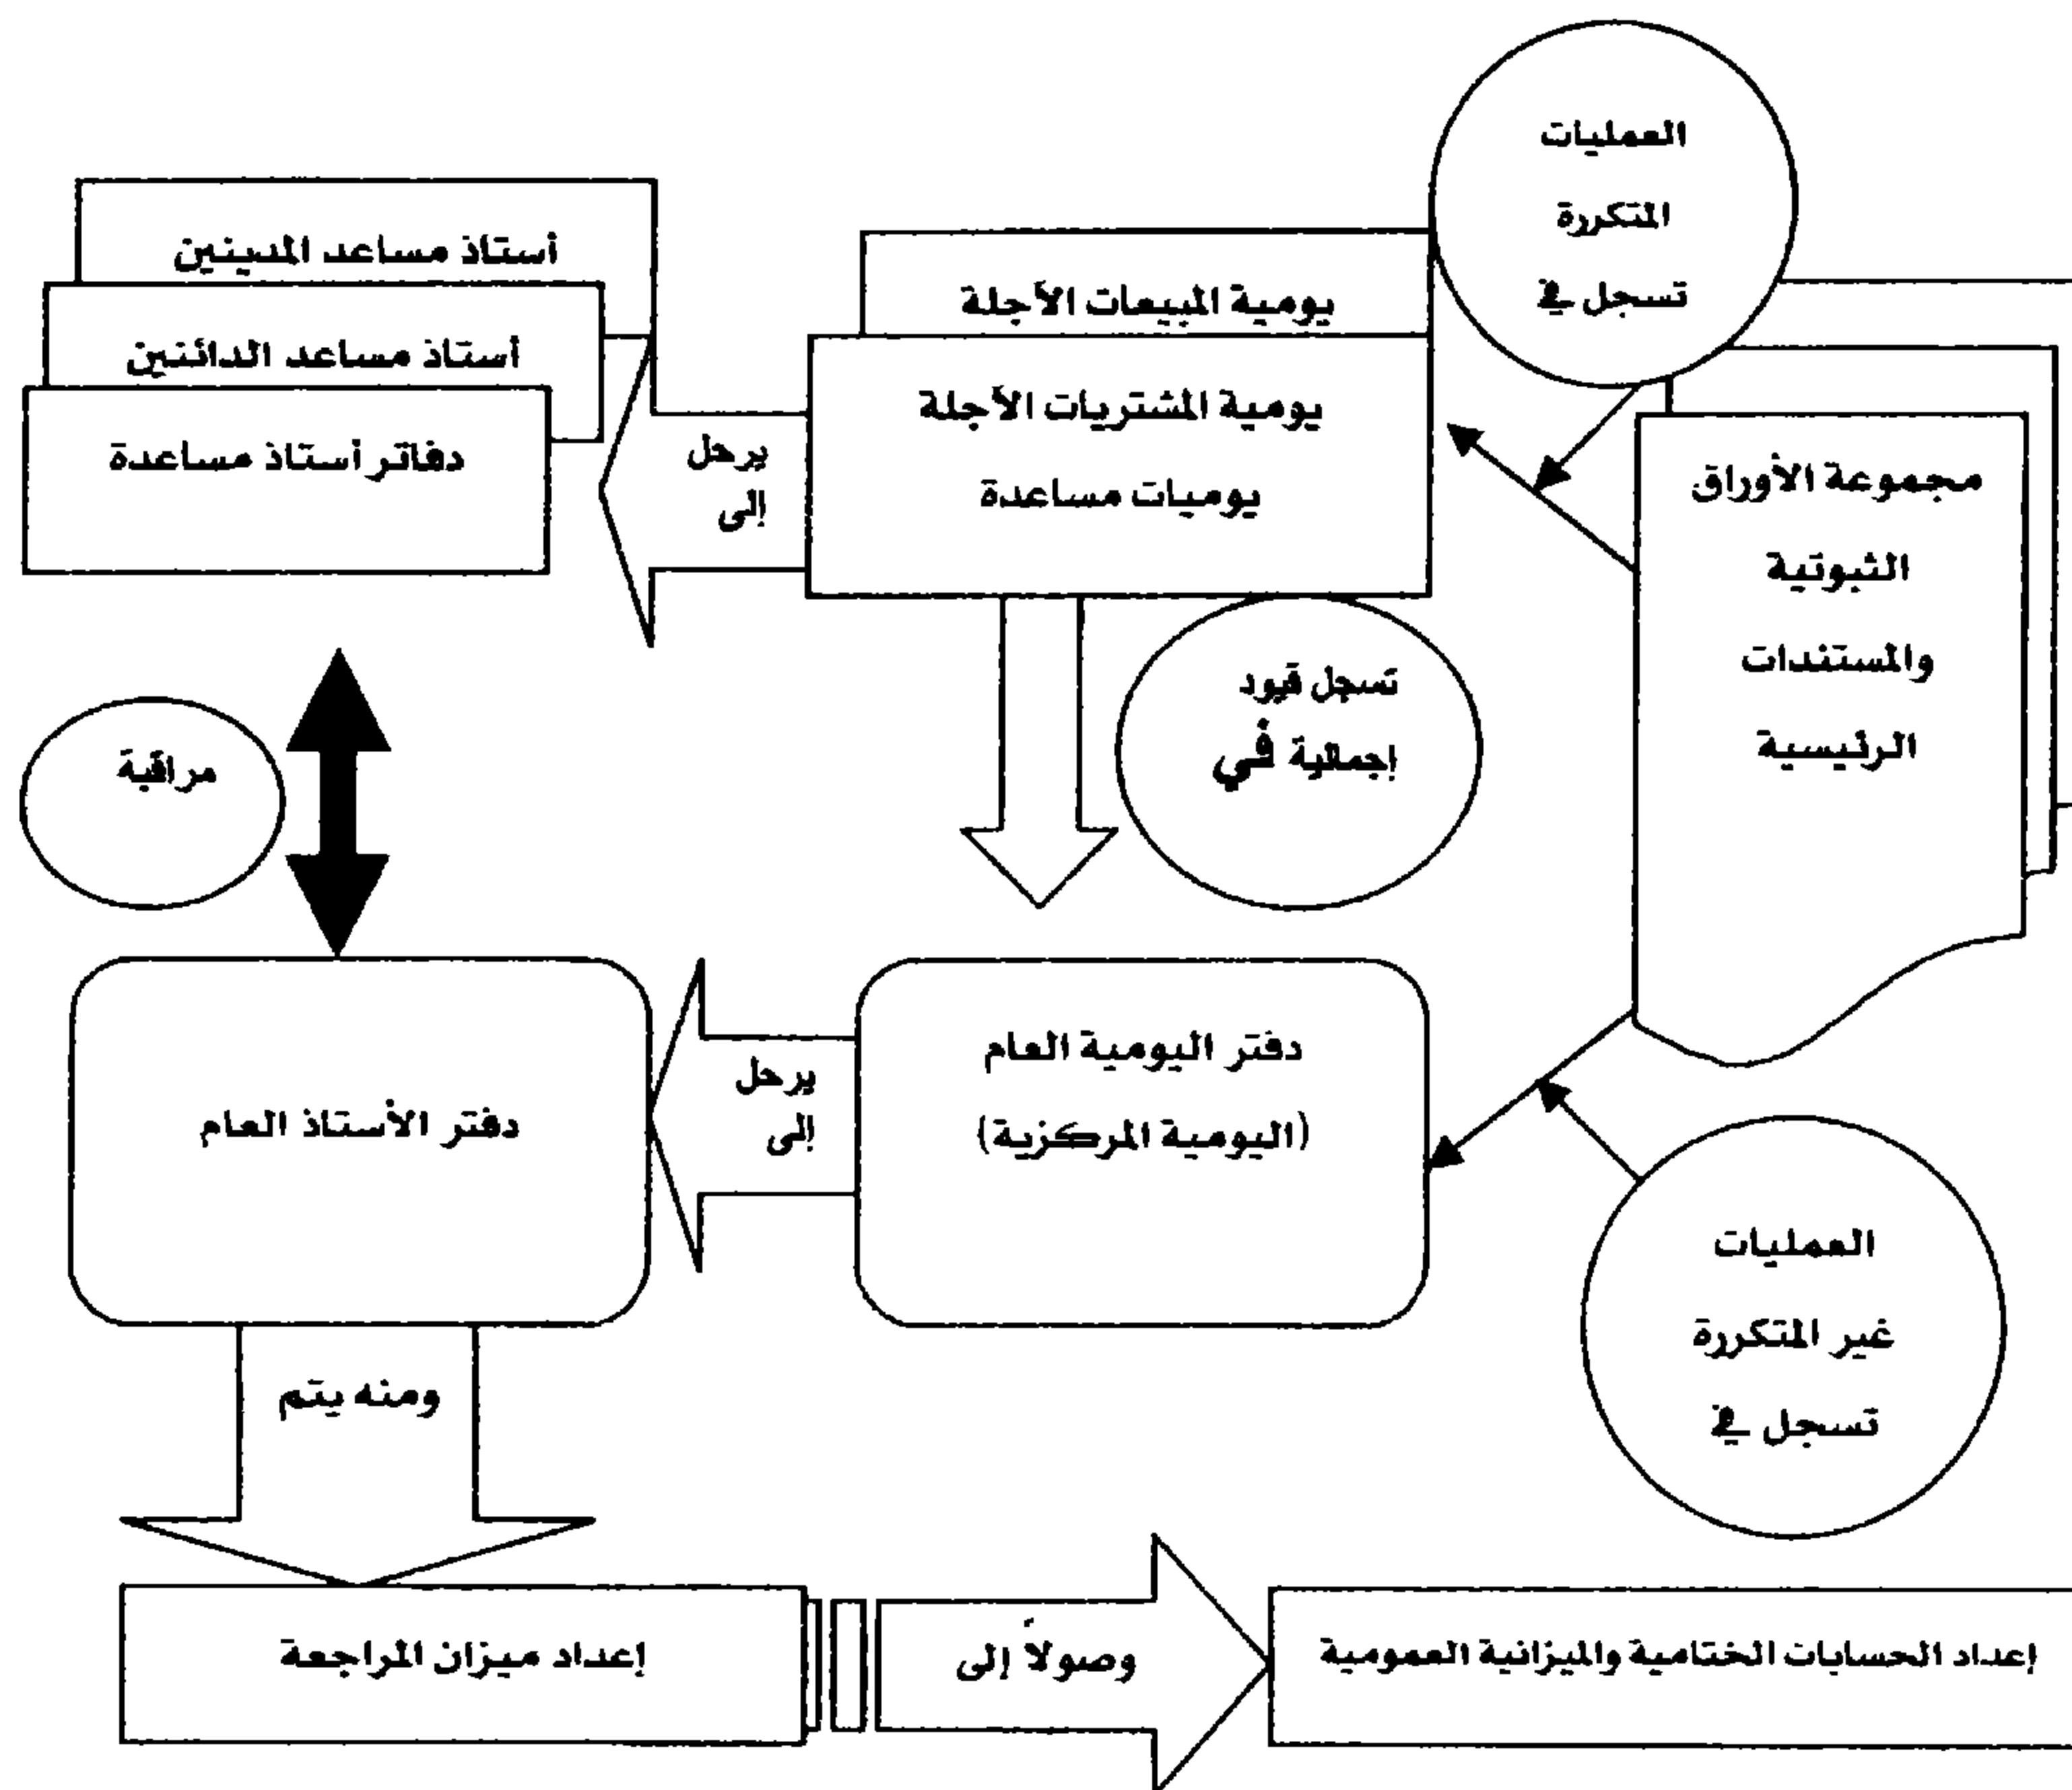 العمليات
المتكررة
تسجل في
مجموعة الأوراق
الثبوتية
والمستندات
الرئيسية
يومية المبيعات الآجلة
يومية المشتريات الآجلة
يوميات مساعدة
يرحل
إلى
أستاذ مساعد المدينين
أستاذ مساعد الدائنين
دفاتر أستاذ مساعدة
تسجل قيود
إجمالية في
مراقبة
دفتر اليومية العام
(اليومية المركزية)
يرحل
إلى
دفتر الأستاذ العام
العمليات
غير المتكررة
تسجل في
ومنه يتم
إعداد ميزان المراجعة
وصولاً إلى
إعداد الحسابات الختامية والميزانية العمومية